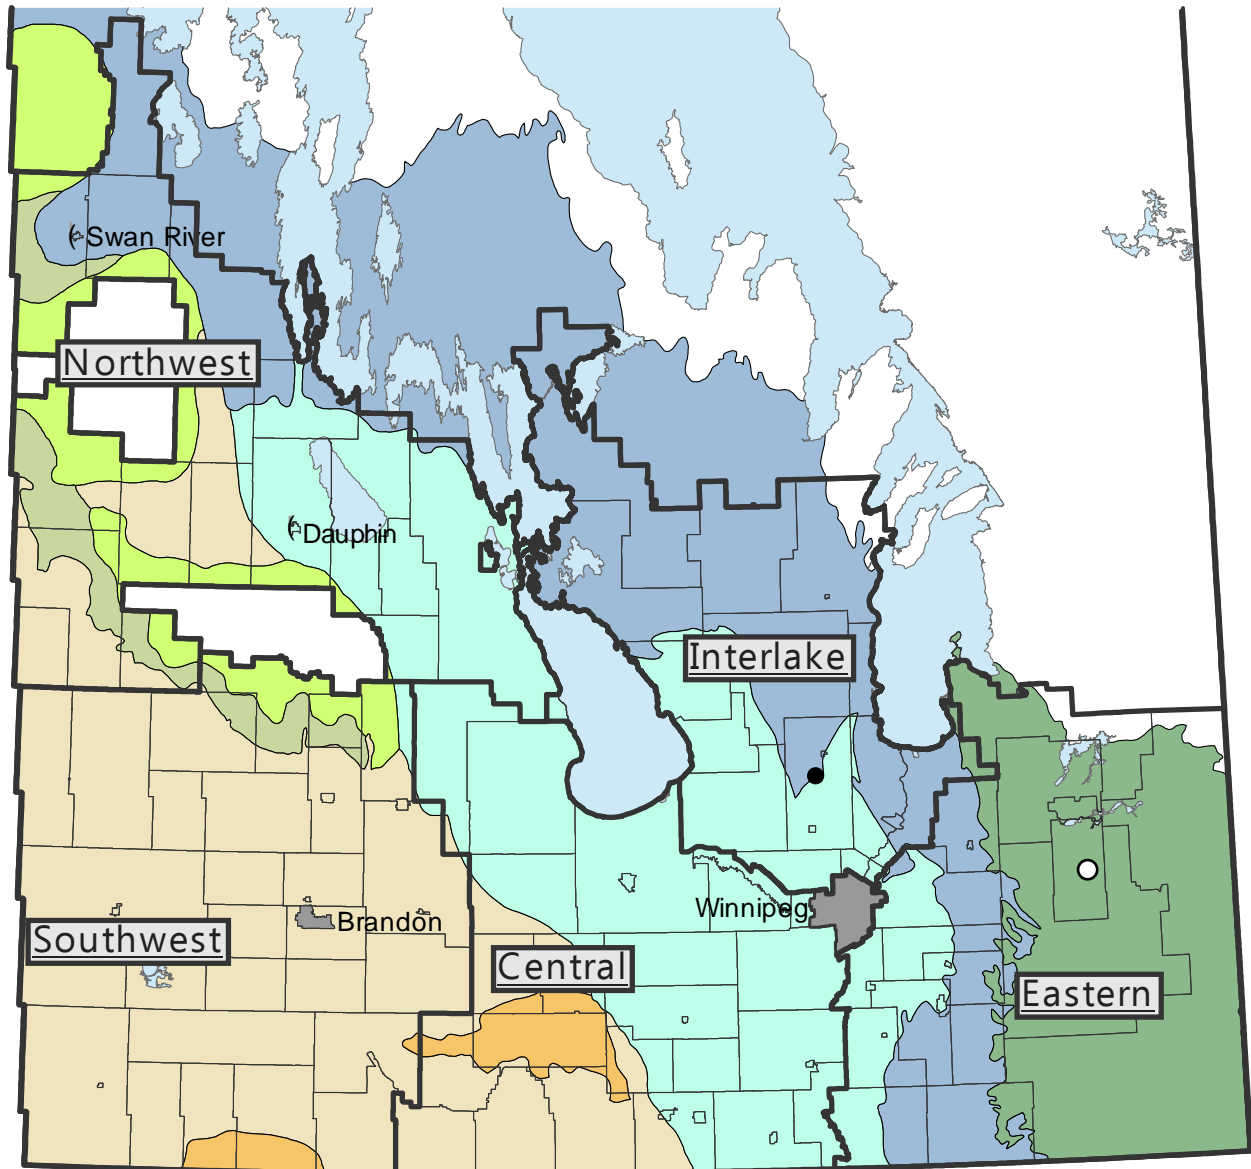 Swan River
Northwest
Dauphin
Interlake
Winnipeg
Brandon
Southwest
Central
Eastern